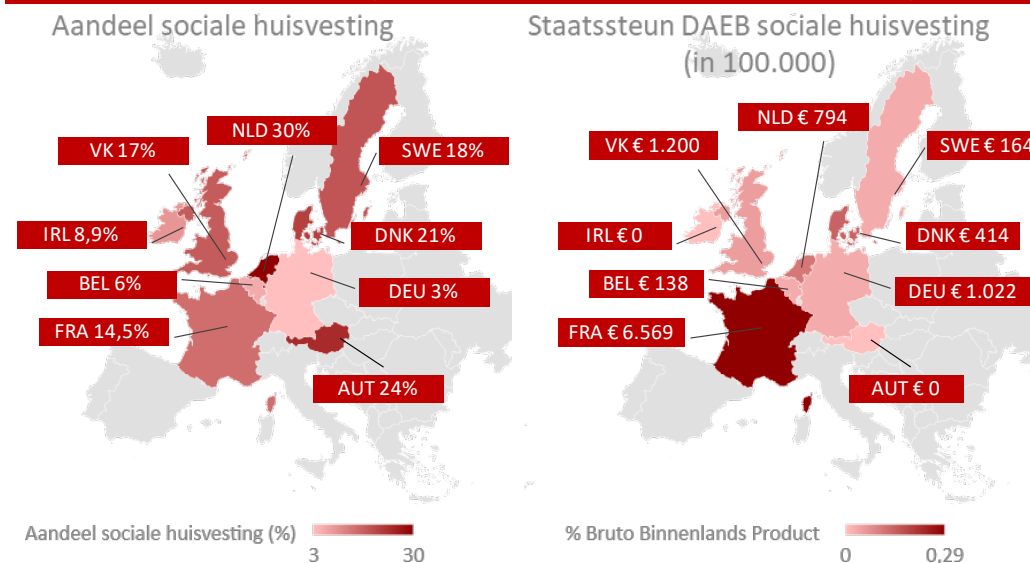 Aandeel sociale huisvesting
NLD 30%
VK 17%
SWE 18%
IRL 8,9%
DNK 21%
BEL 6%
DEU 3%
FRA 14,5%
AUT 24%
Aandeel sociale huisvesting (%)
3 30
Staatssteun DAEB sociale huisvesting
(in 100.000)
NLD € 794
VK € 1.200
SWE € 164
IRL € 0
DNK € 414
BEL € 138
DEU € 1.022
FRA € 6.569
AUT € 0
% Bruto Binnenlands Product
0 0,29